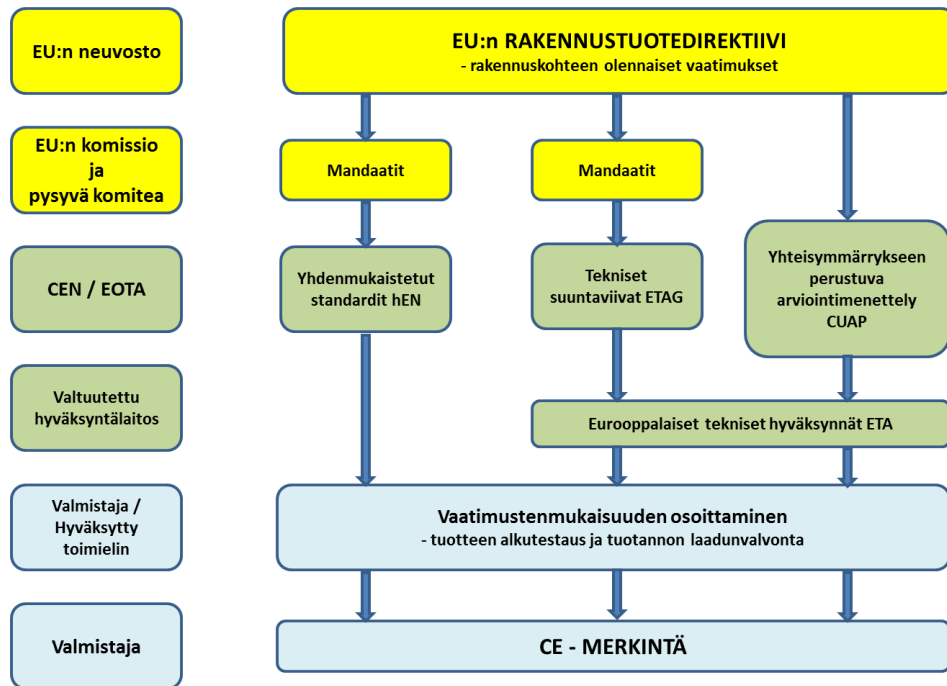 EU:n neuvosto
EU:n RAKENNUSTUOTEDIREKTIIVI
- rakennuskohteen olennaiset vaatimukset
EU:n komissio
ja
pysyvä komitea
Mandaatit
Mandaatit
CEN / EOTA
Yhdenmukaistetut
standardit hEN
Tekniset
suuntaviivat ETAG
Yhteisymmärrykseen
perustuva
arviointimenettely
CUAP
Valtuutettu
hyväksyntälaitos
Eurooppalaiset tekniset hyväksynnät ETA
Valmistaja /
Hyväksytty
toimielin
Vaatimustenmukaisuuden osoittaminen
- tuotteen alkutestaus ja tuotannon laadunvalvonta
Valmistaja
CE - MERKINTÄ